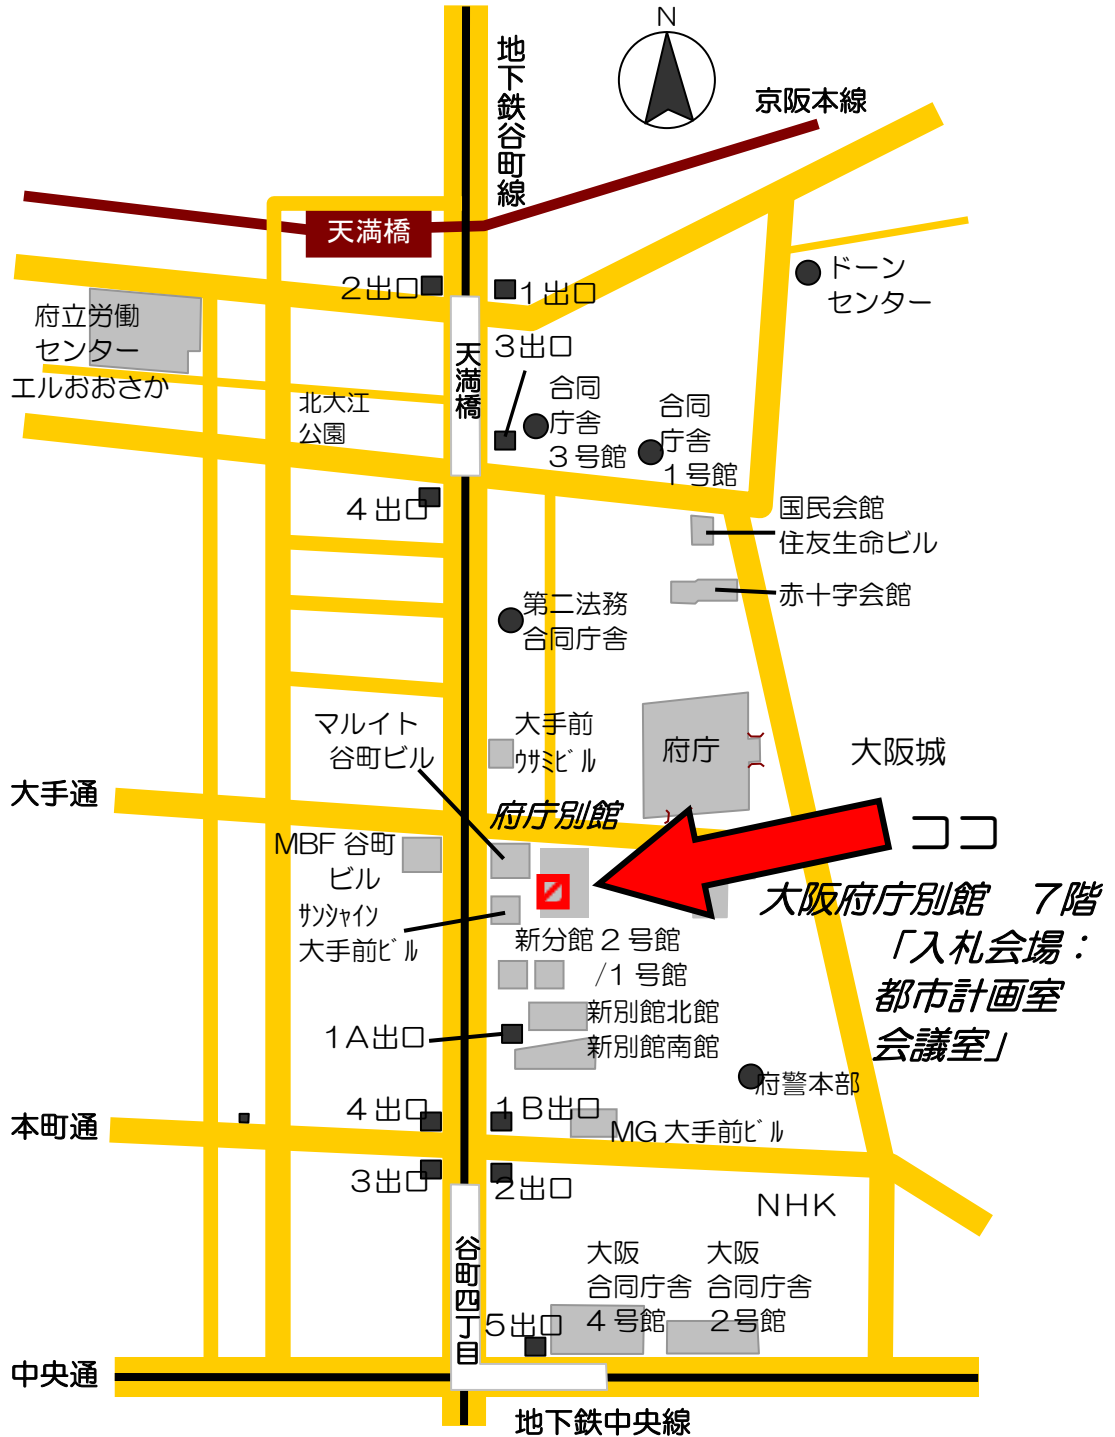 N
地下鉄谷町線
京阪本線
天満橋
2出口
1出口
ドーン
センター
府立労働
センター
エルおおさか
3出口
天満橋
北大江
公園
合同
庁舎
3号館
合同
庁舎
1号館
4出口
国民会館
住友生命ビル
赤十字会館
第二法務
合同庁舎
マルイト
谷町ビル
大手前
ｳｻﾐﾋﾞﾙ
府庁
大阪城
大手通
府庁別館
ココ
MBF谷町
ビル
大阪府庁別館　7階
「入札会場：
都市計画室
会議室」
ｻﾝｼｬｲﾝ
大手前ﾋﾞﾙ
新分館2号館
/1号館
新別館北館
1A出口
新別館南館
府警本部
4出口
1B出口
本町通
MG大手前ﾋﾞﾙ
3出口
2出口
NHK
谷町四丁目
大阪
合同庁舎
4号館
大阪
合同庁舎
2号館
5出口
中央通
地下鉄中央線